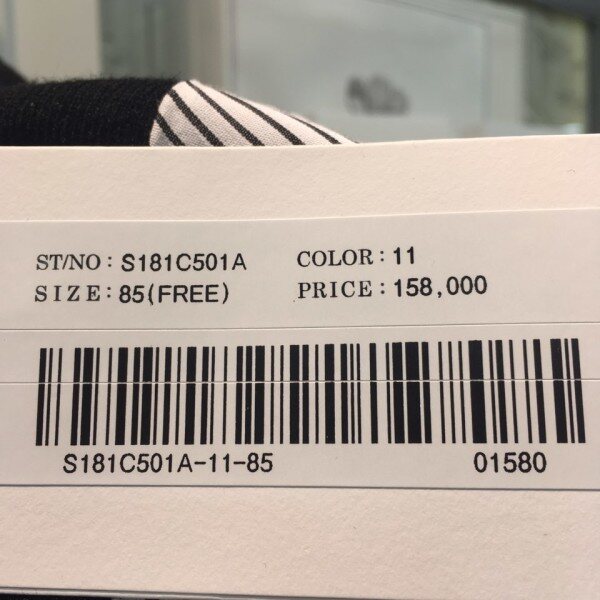 ST/NO : S181C501A COLOR : 11
SIZE : 85(FREE) PRICE : 158,000
S181C501A-11-85 01580